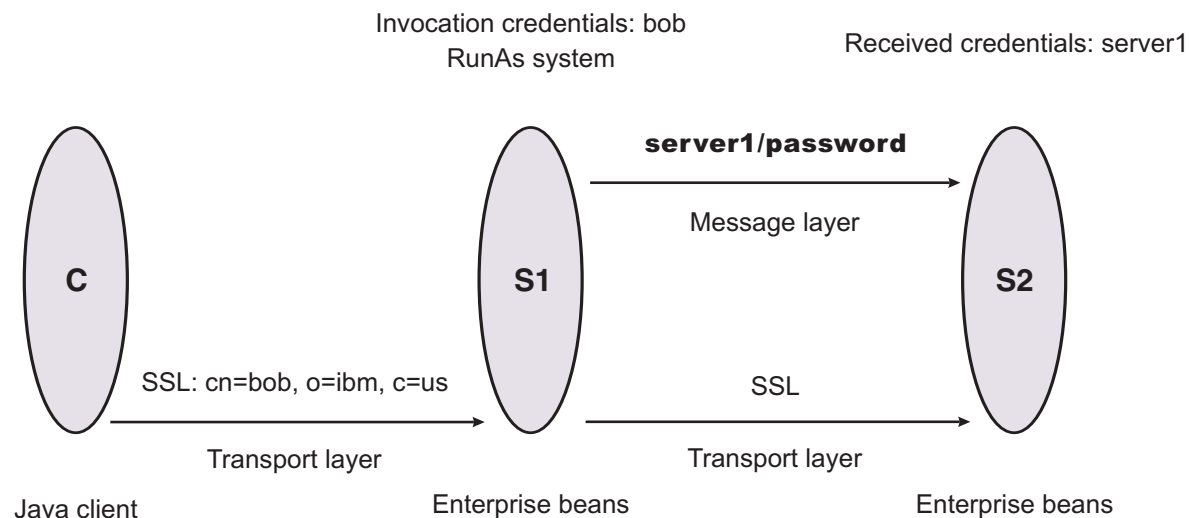 Invocation credentials: bob
RunAs system
Received credentials: server1
server1/password
Message layer
C
S1
S2
SSL: cn=bob, o=ibm, c=us
SSL
Transport layer
Transport layer
Java client
Enterprise beans
Enterprise beans